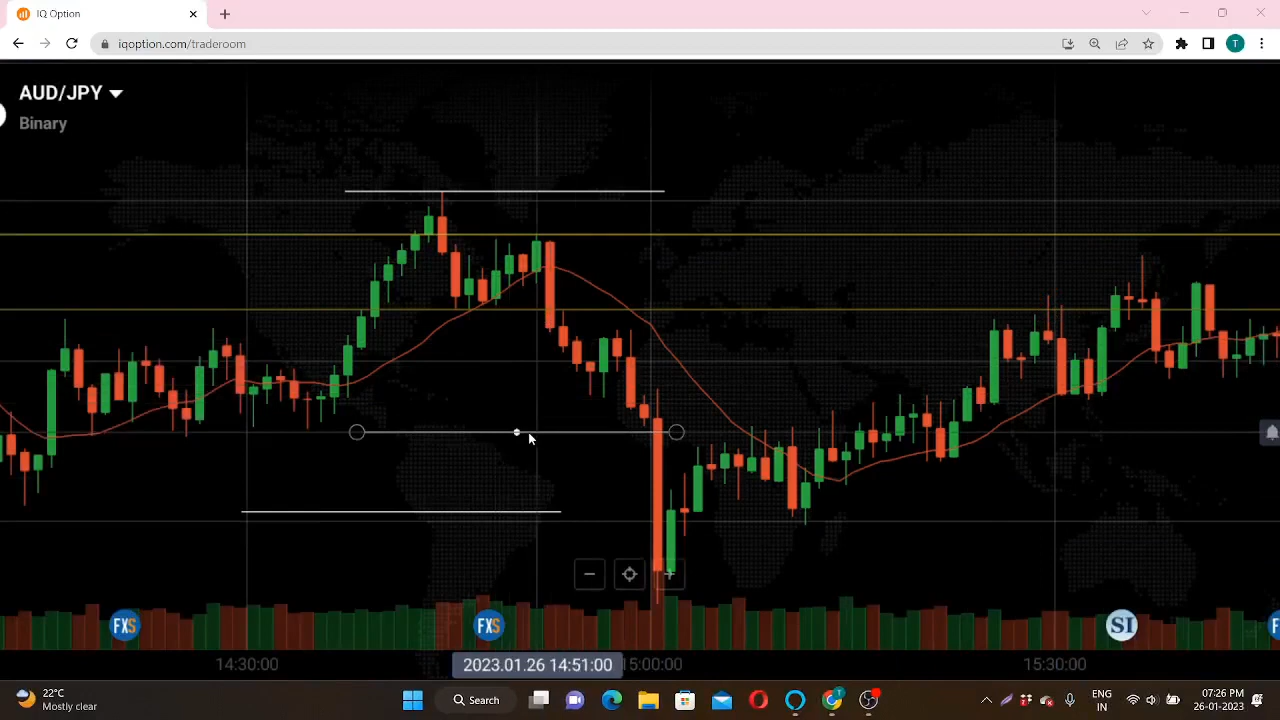 IQ Option
iqoption.com/traderoom
T
AUD/JPY
Binary
FXS
FXS
SI
F
14:30:00
2023.01.26 14:51:00
15:00:00
15:30:00
22°C
Mostly clear
Search
T
ENG
IN
07:26 PM
26-01-2023